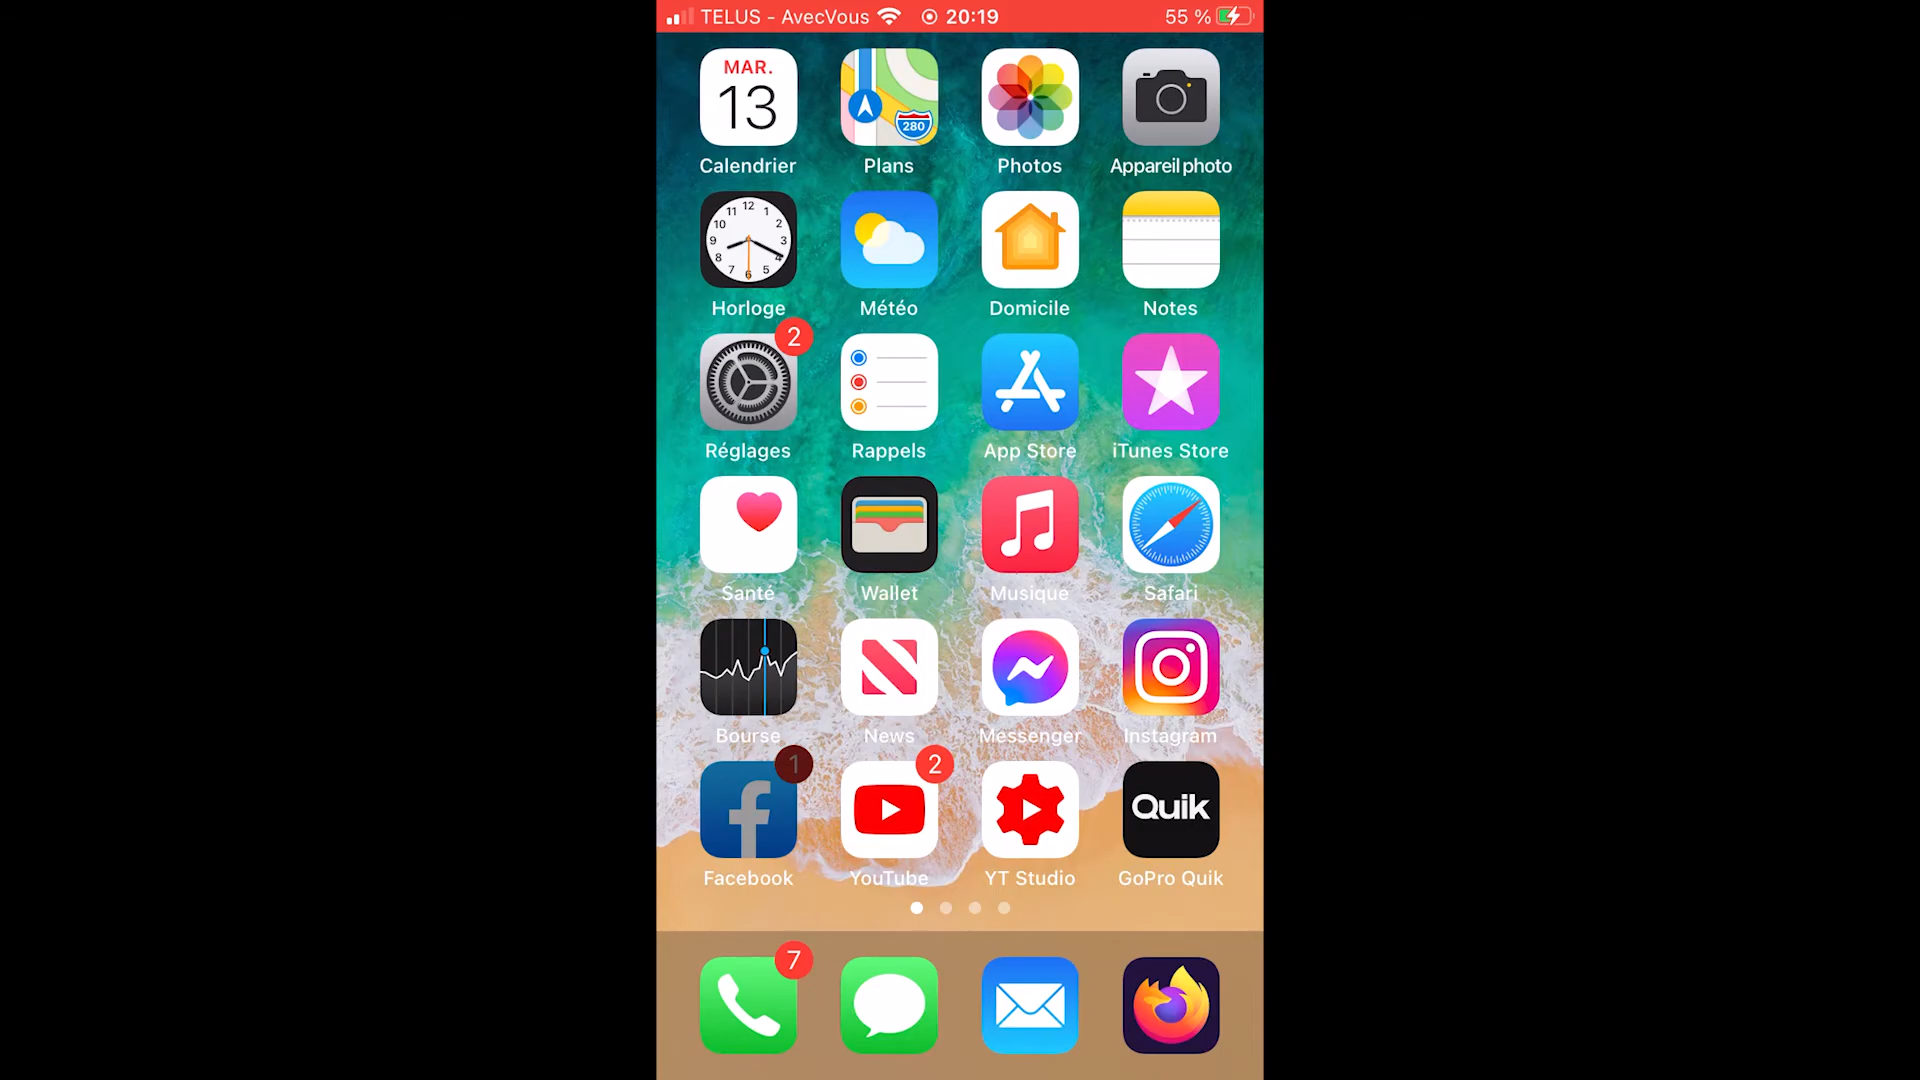 TELUS - AvecVous 20:19 55 %
MAR.
13
280
Calendrier Plans Photos Appareil photo
12 1 2 3 4 5 6 7 8 9 10 11
Horloge Météo Domicile Notes
2
Réglages Rappels App Store iTunes Store
Santé Wallet Musique Safari
Bourse News Messenger Instagram
1 2
Quik
Facebook YouTube YT Studio GoPro Quik
7